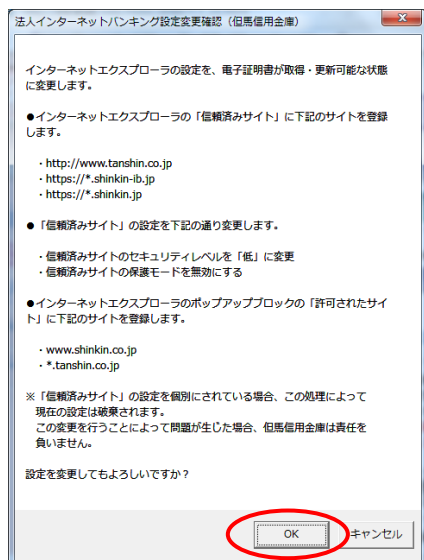 法人インターネットバンキング設定変更確認（但馬信用金庫）
インターネットエクスプローラの設定を、電子証明書が取得・更新可能な状態
に変更します。
●インターネットエクスプローラの「信頼済みサイト」に下記のサイトを登録
します。
・http://www.tanshin.co.jp
・https://*.shinkin-ib.jp
・https://*.shinkin.jp
●「信頼済みサイト」の設定を下記の通り変更します。
・信頼済みサイトのセキュリティレベルを「低」に変更
・信頼済みサイトの保護モードを無効にする
●インターネットエクスプローラのポップアップブロックの「許可されたサイ
ト」に下記のサイトを登録します。
・www.shinkin.co.jp
・*.tanshin.co.jp
※「信頼済みサイト」の設定を個別にされている場合、この処理によって
現在の設定は破棄されます。
この変更を行うことによって問題が生じた場合、但馬信用金庫は責任を
負いません。
設定を変更してもよろしいですか？
OK
キャンセル